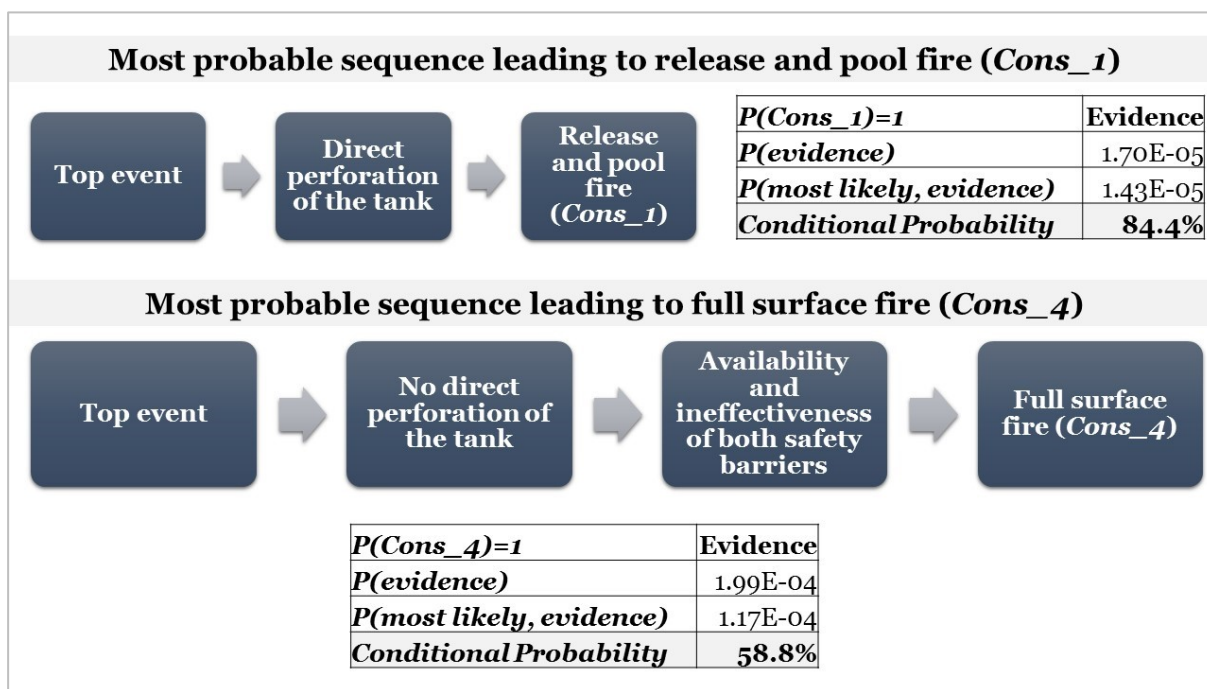 Most probable sequence leading to release and pool fire (Cons_1)
Top event
Direct
perforation
of the tank
Release
and pool
fire
(Cons_1)
P(Cons_1)=1 Evidence
P(evidence) 1.70E-05
P(most likely, evidence) 1.43E-05
Conditional Probability 84.4%
Most probable sequence leading to full surface fire (Cons_4)
Top event
No direct
perforation of
the tank
Availability
and
ineffectiveness
of both safety
barriers
Full surface
fire (Cons_4)
P(Cons_4)=1 Evidence
P(evidence) 1.99E-04
P(most likely, evidence) 1.17E-04
Conditional Probability 58.8%